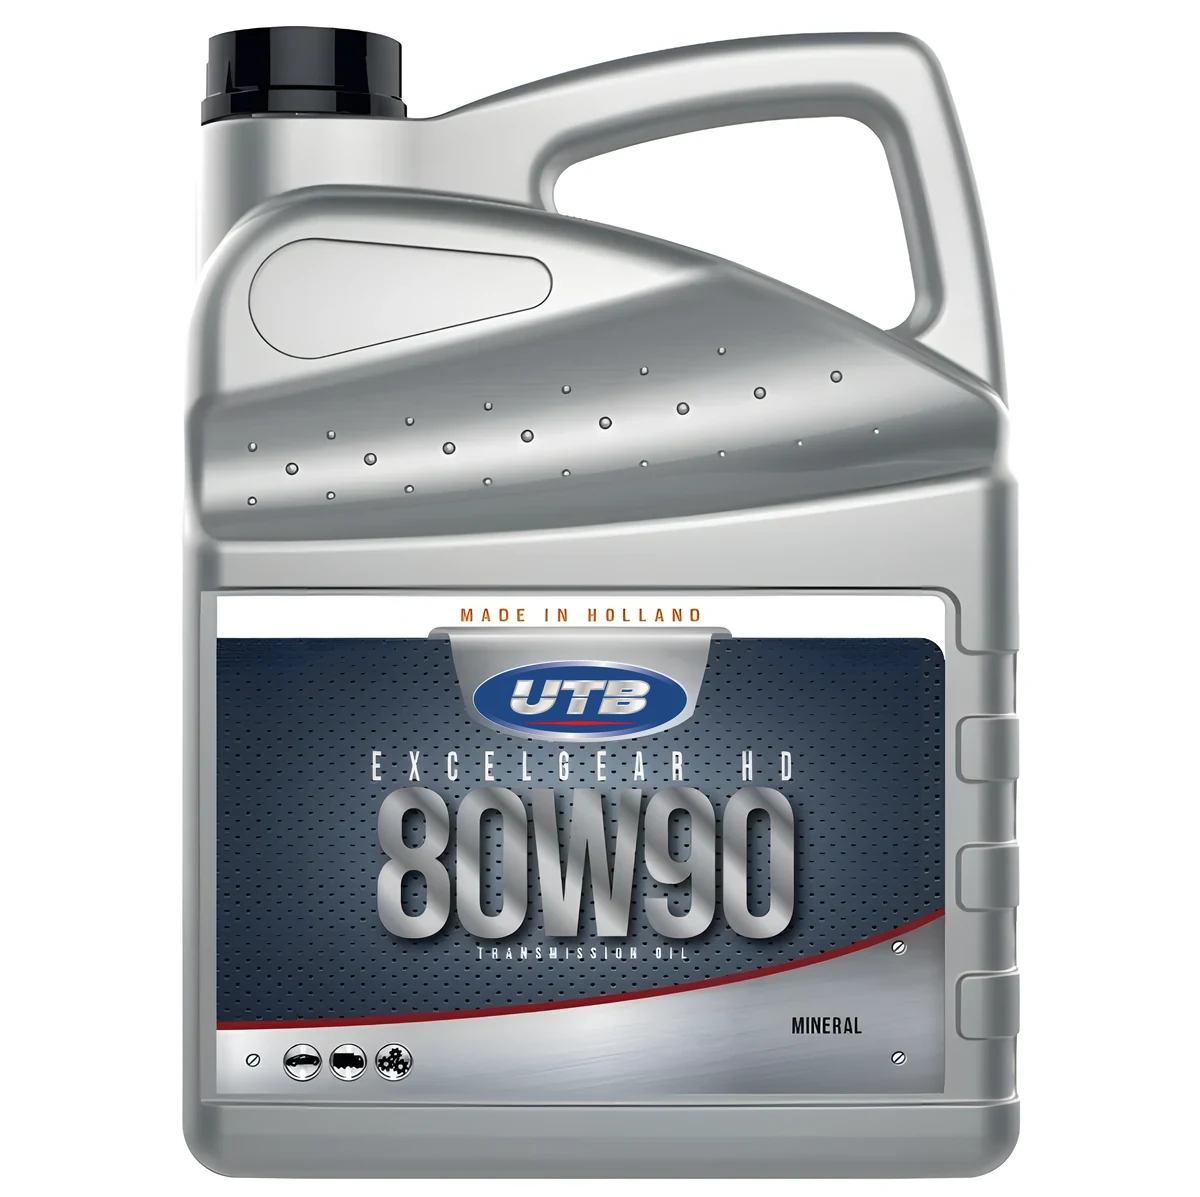 MADE IN HOLLAND
UTB
EXCELGEAR HD
80W90
TRANSMISSION OIL
MINERAL